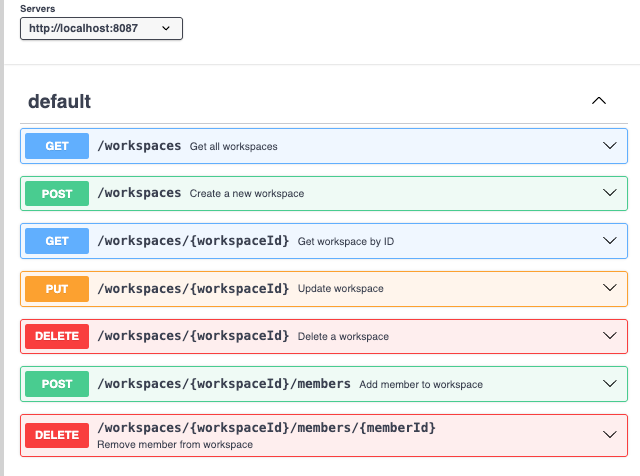 Servers
http://localhost:8087
default
GET /workspaces Get all workspaces
POST /workspaces Create a new workspace
GET /workspaces/{workspaceId} Get workspace by ID
PUT /workspaces/{workspaceId} Update workspace
DELETE /workspaces/{workspaceId} Delete a workspace
POST /workspaces/{workspaceId}/members Add member to workspace
DELETE /workspaces/{workspaceId}/members/{memberId}
Remove member from workspace